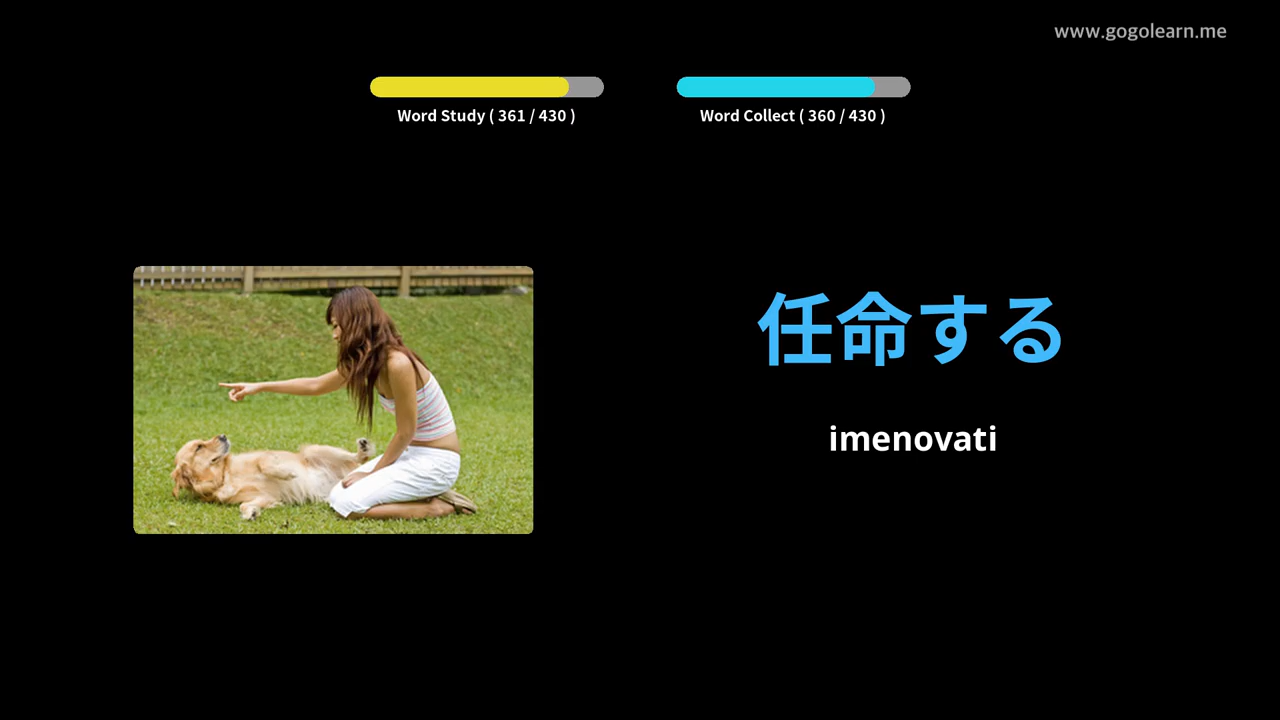 www.gogolearn.me
Word Study ( 361 / 430 )
Word Collect ( 360 / 430 )
任命する
imenovati